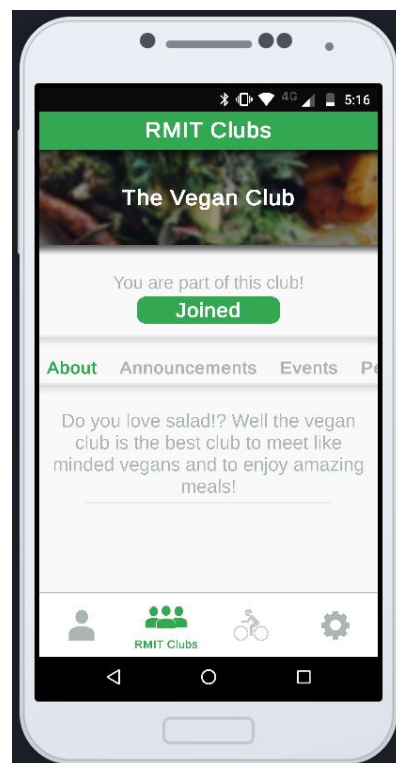 4G 5:16
RMIT Clubs
The Vegan Club
You are part of this club!
Joined
About Announcements Events Pe
Do you love salad!? Well the vegan
club is the best club to meet like
minded vegans and to enjoy amazing
meals!
RMIT Clubs